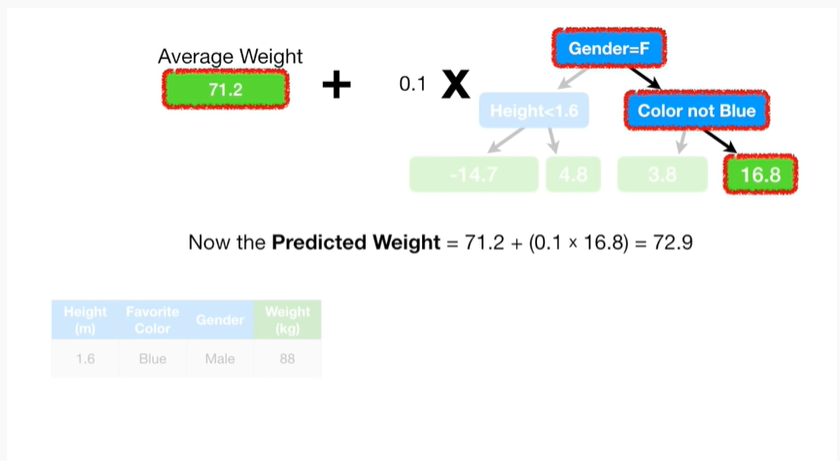 Average Weight
71.2
+
0.1
X
Gender=F
Height<1.6
Color not Blue
-14.7
4.8
3.8
16.8
Now the Predicted Weight = 71.2 + (0.1 × 16.8) = 72.9
Height (m) Favorite Color Gender Weight (kg)
1.6 Blue Male 88